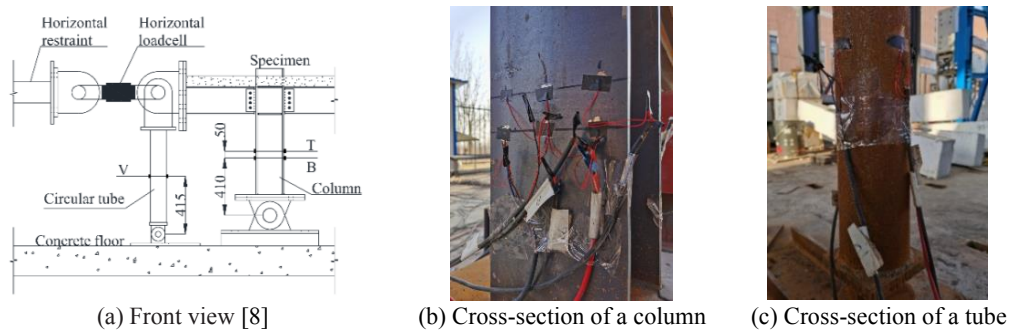 Horizontal
restraint
Horizontal
loadcell
Specimen
50
T
B
V
410
415
Circular tube
Column
Concrete floor
(a) Front view [8]
(b) Cross-section of a column
(c) Cross-section of a tube